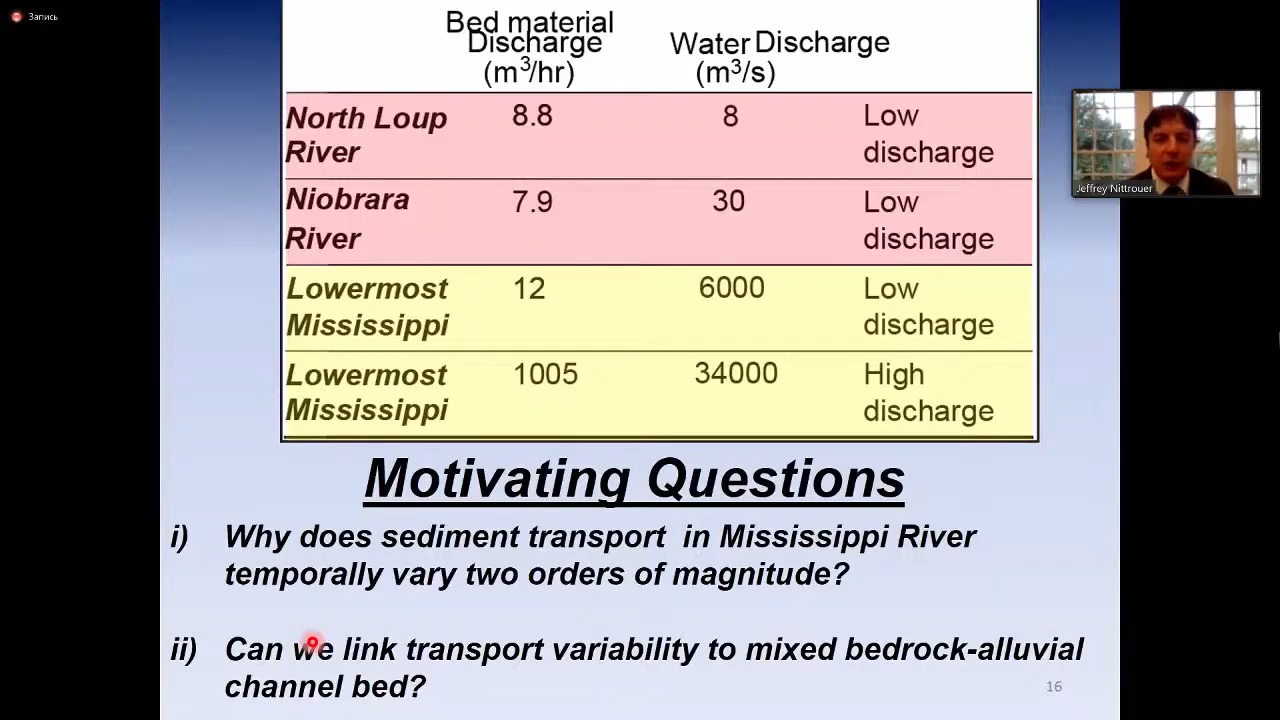 Запись
Bed material
Discharge
(m³/hr)
Water Discharge
(m³/s)
North Loup
River
8.8
8
Low
discharge
Niobrara
River
7.9
30
Low
discharge
Lowermost
Mississippi
12
6000
Low
discharge
Lowermost
Mississippi
1005
34000
High
discharge
Jeffrey Nittrouer
Motivating Questions
i) Why does sediment transport in Mississippi River
temporally vary two orders of magnitude?
ii) Can we link transport variability to mixed bedrock-alluvial
channel bed?
16